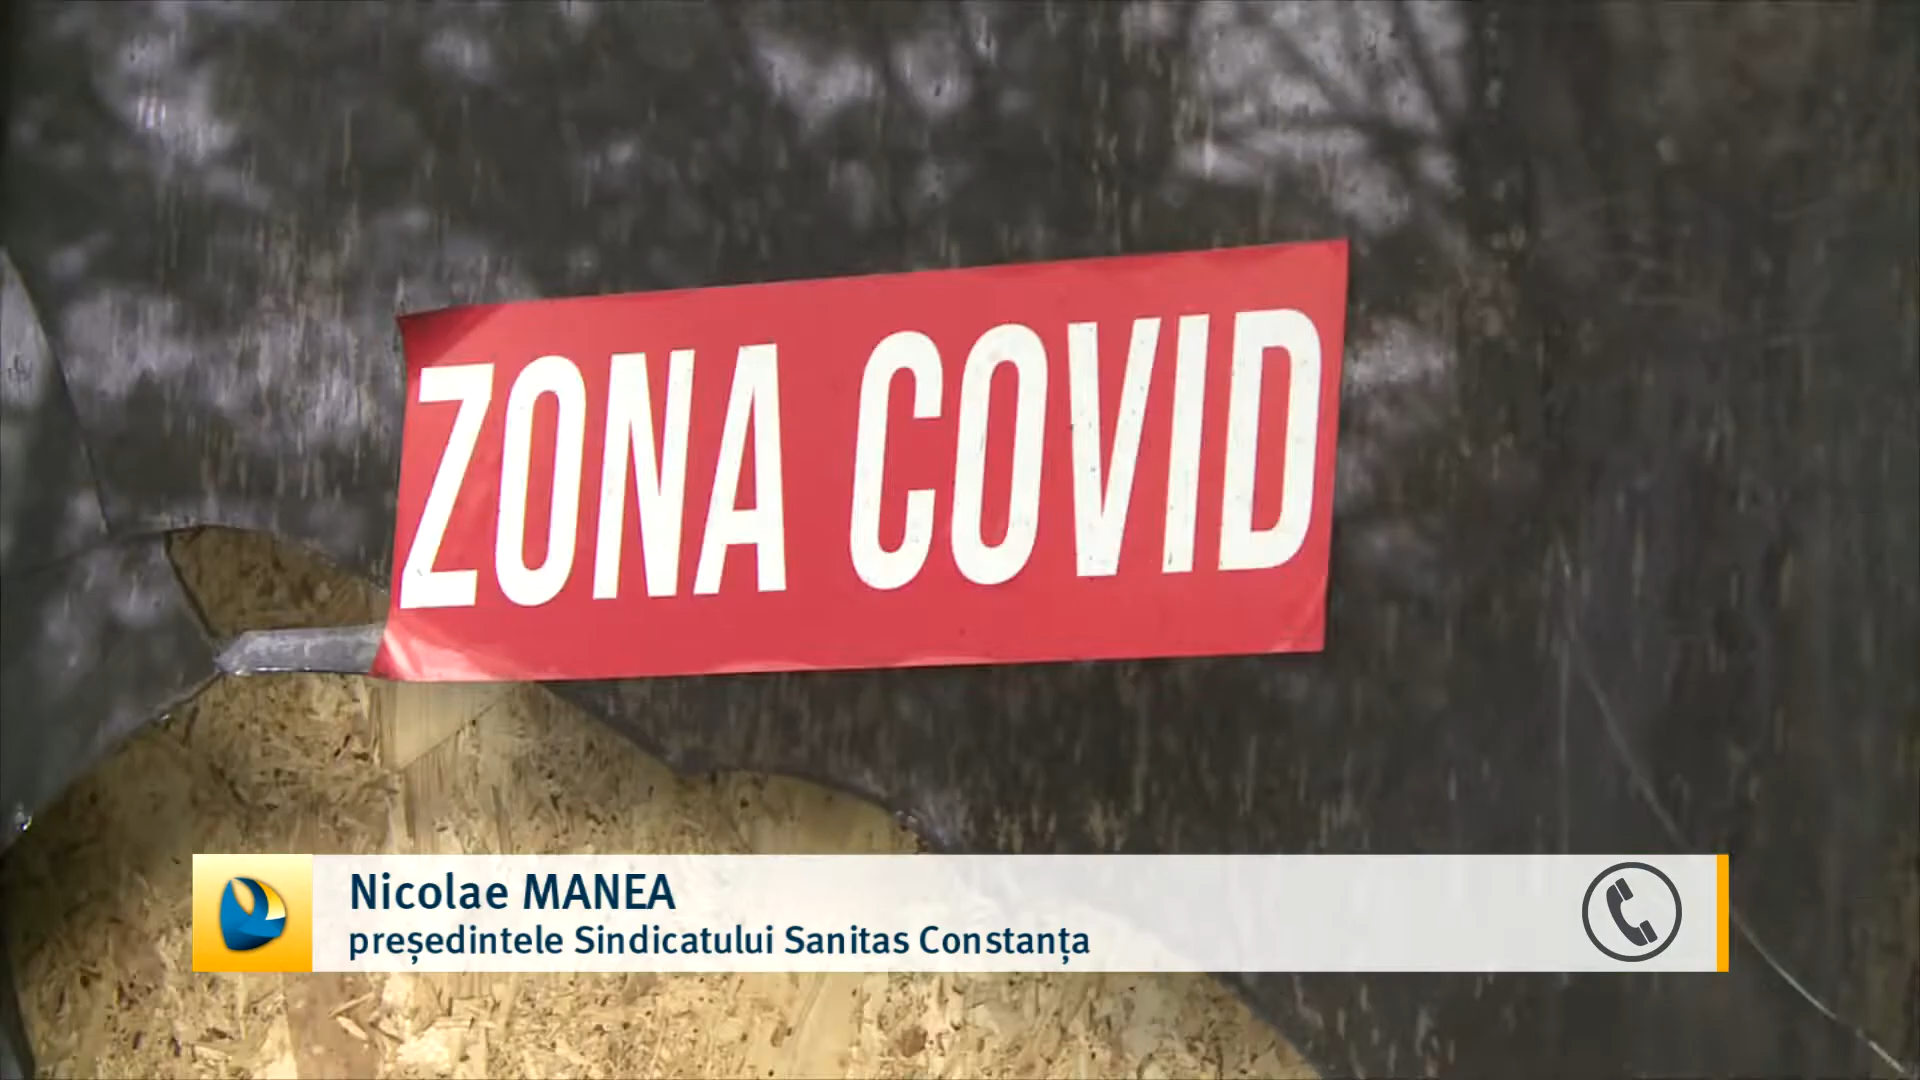 ZONA COVID
Nicolae MANEA
președintele Sindicatului Sanitas Constanța